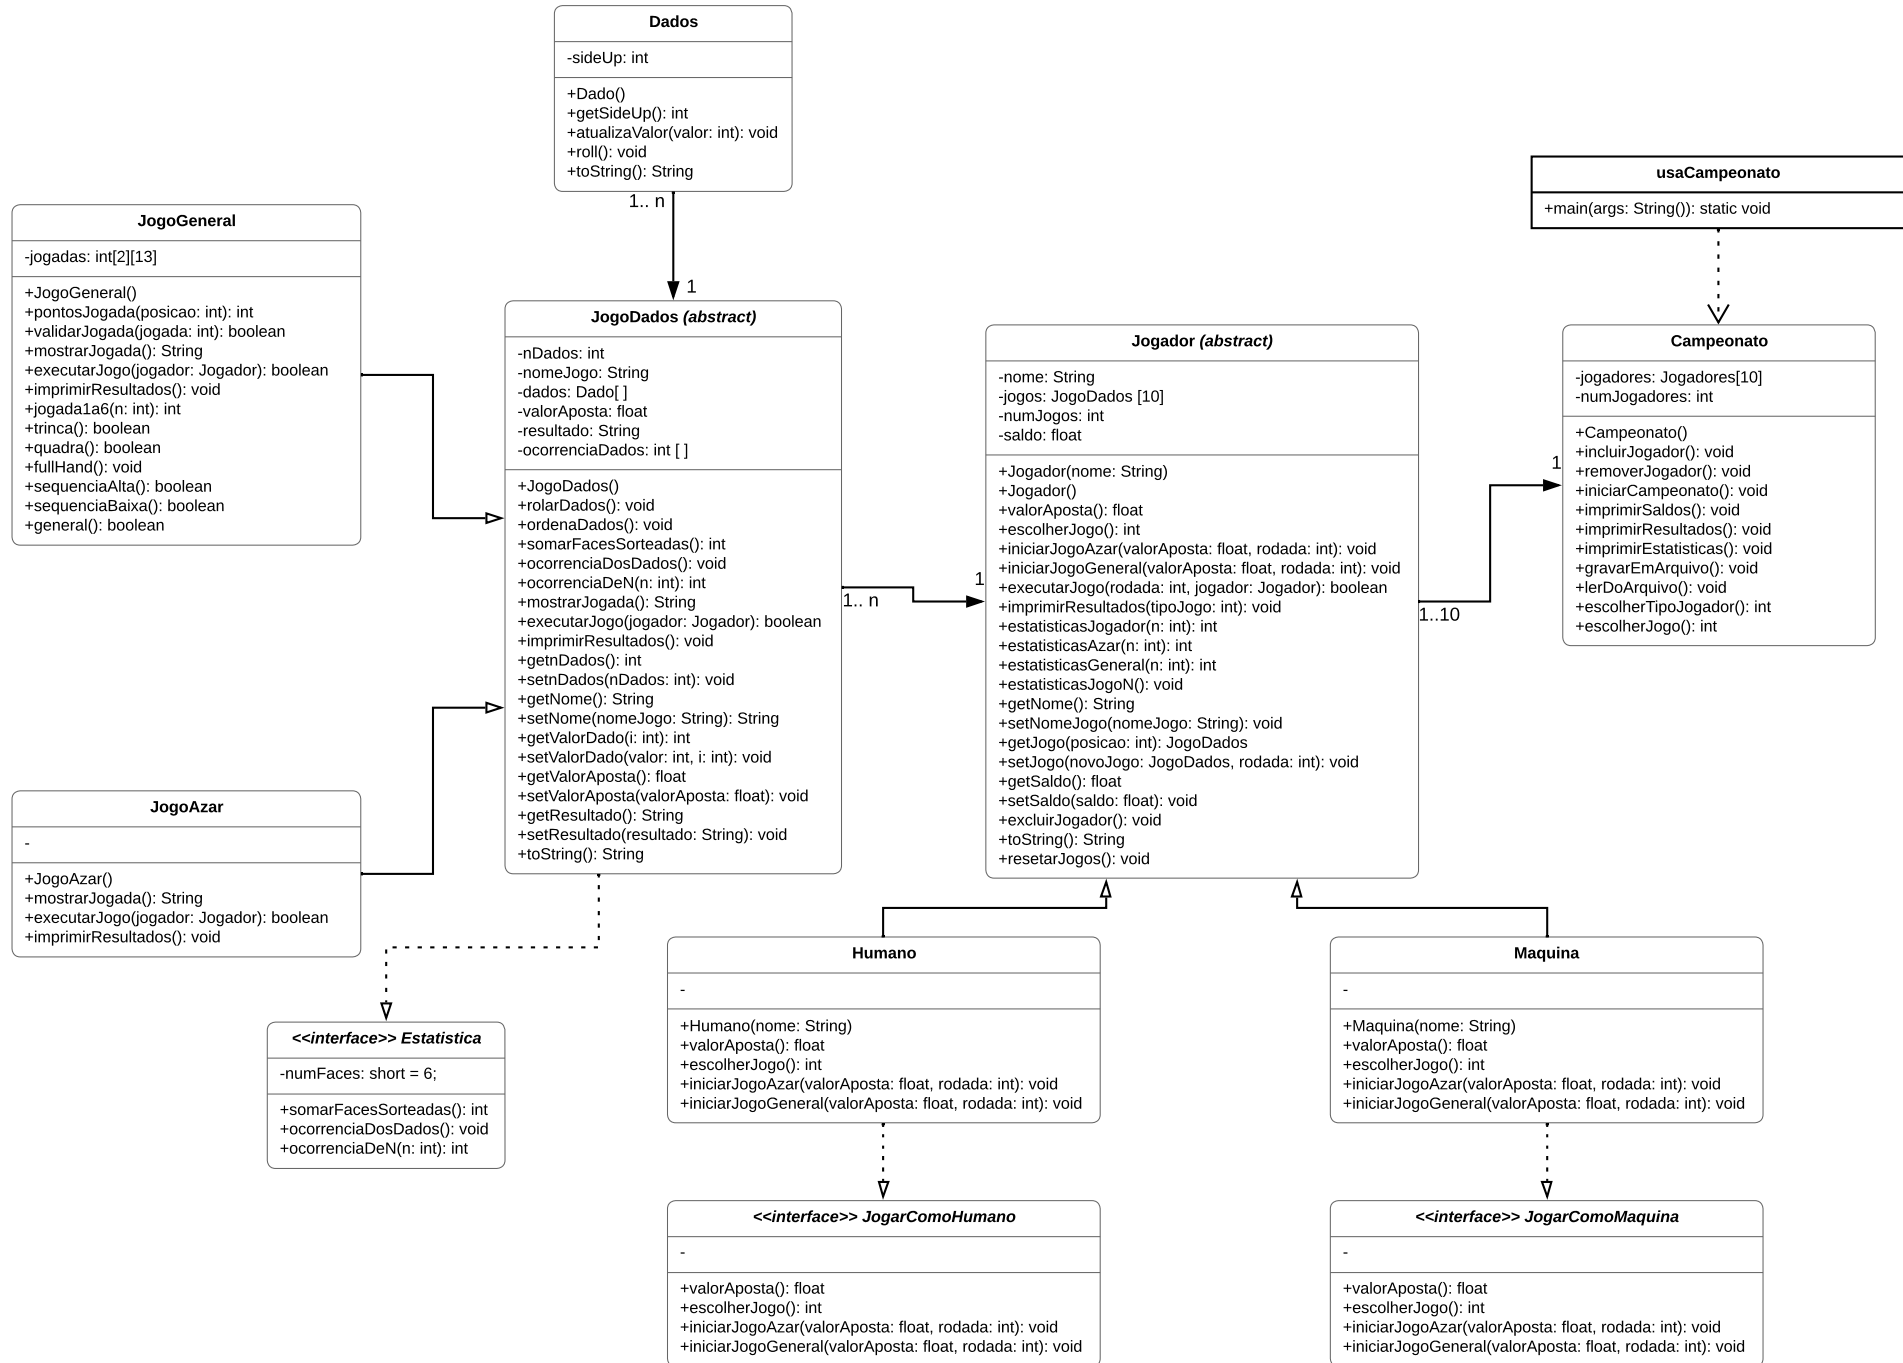 Dados
-sideUp: int
+Dado()
+getSideUp(): int
+atualizaValor(valor: int): void
+roll(): void
+toString(): String
1.. n
1
usaCampeonato
+main(args: String()): static void
JogoGeneral
-jogadas: int[2][13]
+JogoGeneral()
+pontosJogada(posicao: int): int
+validarJogada(jogada: int): boolean
+mostrarJogada(): String
+executarJogo(jogador: Jogador): boolean
+imprimirResultados(): void
+jogada1a6(n: int): int
+trinca(): boolean
+quadra(): boolean
+fullHand(): void
+sequenciaAlta(): boolean
+sequenciaBaixa(): boolean
+general(): boolean
JogoDados (abstract)
-nDados: int
-nomeJogo: String
-dados: Dado[ ]
-valorAposta: float
-resultado: String
-ocorrenciaDados: int [ ]
+JogoDados()
+rolarDados(): void
+ordenaDados(): void
+somarFacesSorteadas(): int
+ocorrenciaDosDados(): void
+ocorrenciaDeN(n: int): int
+mostrarJogada(): String
+executarJogo(jogador: Jogador): boolean
+imprimirResultados(): void
+getnDados(): int
+setnDados(nDados: int): void
+getNome(): String
+setNome(nomeJogo: String): String
+getValorDado(i: int): int
+setValorDado(valor: int, i: int): void
+getValorAposta(): float
+setValorAposta(valorAposta: float): void
+getResultado(): String
+setResultado(resultado: String): void
+toString(): String
1.. n
1
Jogador (abstract)
-nome: String
-jogos: JogoDados [10]
-numJogos: int
-saldo: float
+Jogador(nome: String)
+Jogador()
+valorAposta(): float
+escolherJogo(): int
+iniciarJogoAzar(valorAposta: float, rodada: int): void
+iniciarJogoGeneral(valorAposta: float, rodada: int): void
+executarJogo(rodada: int, jogador: Jogador): boolean
+imprimirResultados(tipoJogo: int): void
+estatisticasJogador(n: int): int
+estatisticasAzar(n: int): int
+estatisticasGeneral(n: int): int
+estatisticasJogoN(): void
+getNome(): String
+setNomeJogo(nomeJogo: String): void
+getJogo(posicao: int): JogoDados
+setJogo(novoJogo: JogoDados, rodada: int): void
+getSaldo(): float
+setSaldo(saldo: float): void
+excluirJogador(): void
+toString(): String
+resetarJogos(): void
1..10
1
Campeonato
-jogadores: Jogadores[10]
-numJogadores: int
+Campeonato()
+incluirJogador(): void
+removerJogador(): void
+iniciarCampeonato(): void
+imprimirSaldos(): void
+imprimirResultados(): void
+imprimirEstatisticas(): void
+gravarEmArquivo(): void
+lerDoArquivo(): void
+escolherTipoJogador(): int
+escolherJogo(): int
JogoAzar
-
+JogoAzar()
+mostrarJogada(): String
+executarJogo(jogador: Jogador): boolean
+imprimirResultados(): void
<<interface>> Estatistica
-numFaces: short = 6;
+somarFacesSorteadas(): int
+ocorrenciaDosDados(): void
+ocorrenciaDeN(n: int): int
Humano
-
+Humano(nome: String)
+valorAposta(): float
+escolherJogo(): int
+iniciarJogoAzar(valorAposta: float, rodada: int): void
+iniciarJogoGeneral(valorAposta: float, rodada: int): void
Maquina
-
+Maquina(nome: String)
+valorAposta(): float
+escolherJogo(): int
+iniciarJogoAzar(valorAposta: float, rodada: int): void
+iniciarJogoGeneral(valorAposta: float, rodada: int): void
<<interface>> JogarComoHumano
-
+valorAposta(): float
+escolherJogo(): int
+iniciarJogoAzar(valorAposta: float, rodada: int): void
+iniciarJogoGeneral(valorAposta: float, rodada: int): void
<<interface>> JogarComoMaquina
-
+valorAposta(): float
+escolherJogo(): int
+iniciarJogoAzar(valorAposta: float, rodada: int): void
+iniciarJogoGeneral(valorAposta: float, rodada: int): void